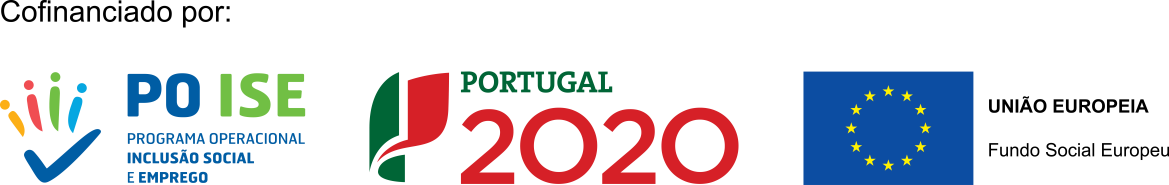 Cofinanciado por:
PO ISE
PROGRAMA OPERACIONAL
INCLUSÃO SOCIAL
E EMPREGO
PORTUGAL
2020
UNIÃO EUROPEIA
Fundo Social Europeu